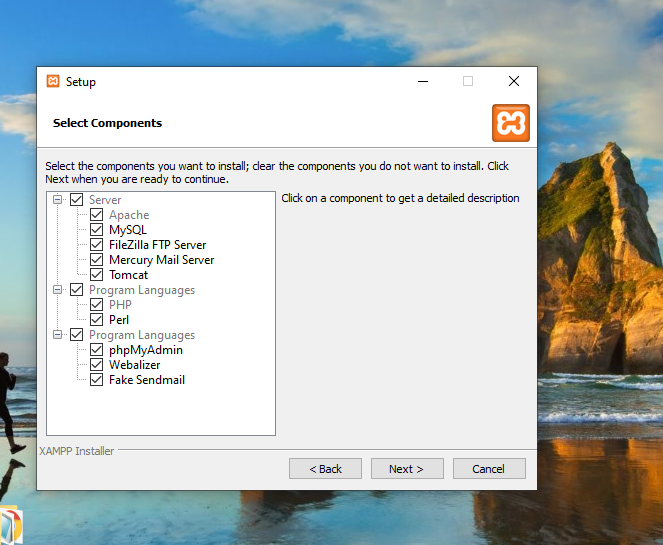 Setup
Select Components
Select the components you want to install; clear the components you do not want to install. Click
Next when you are ready to continue.
Server
Apache
MySQL
FileZilla FTP Server
Mercury Mail Server
Tomcat
Program Languages
PHP
Perl
Program Languages
phpMyAdmin
Webalizer
Fake Sendmail
Click on a component to get a detailed description
XAMPP Installer
< Back
Next >
Cancel